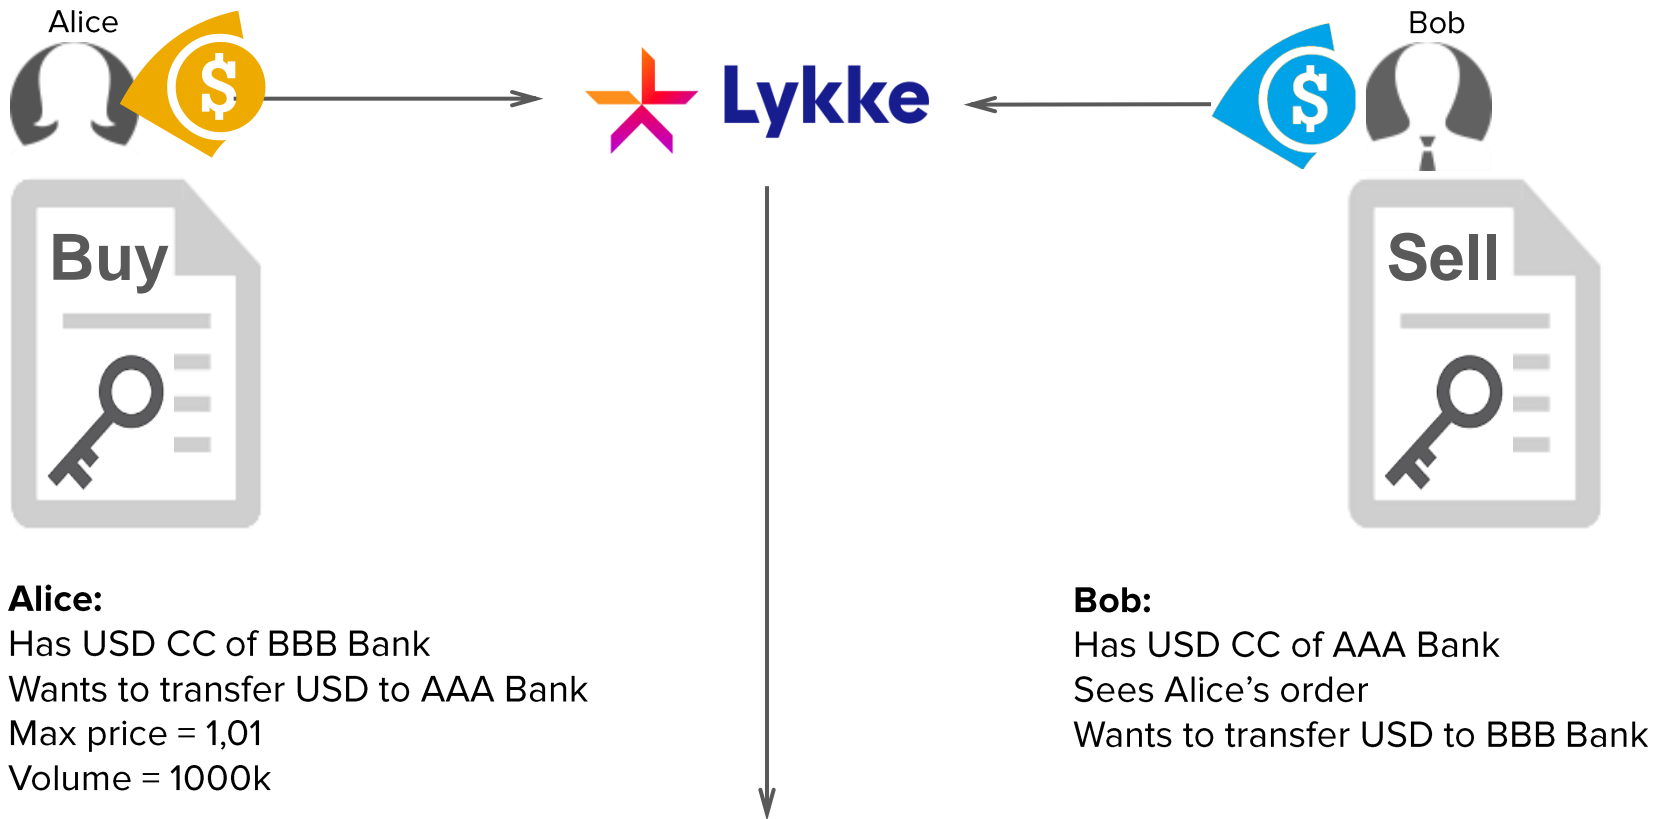 Alice
Bob
$
Lykke
$
Buy
Sell
Alice:
Has USD CC of BBB Bank
Wants to transfer USD to AAA Bank
Max price = 1,01
Volume = 1000k
Bob:
Has USD CC of AAA Bank
Sees Alice’s order
Wants to transfer USD to BBB Bank